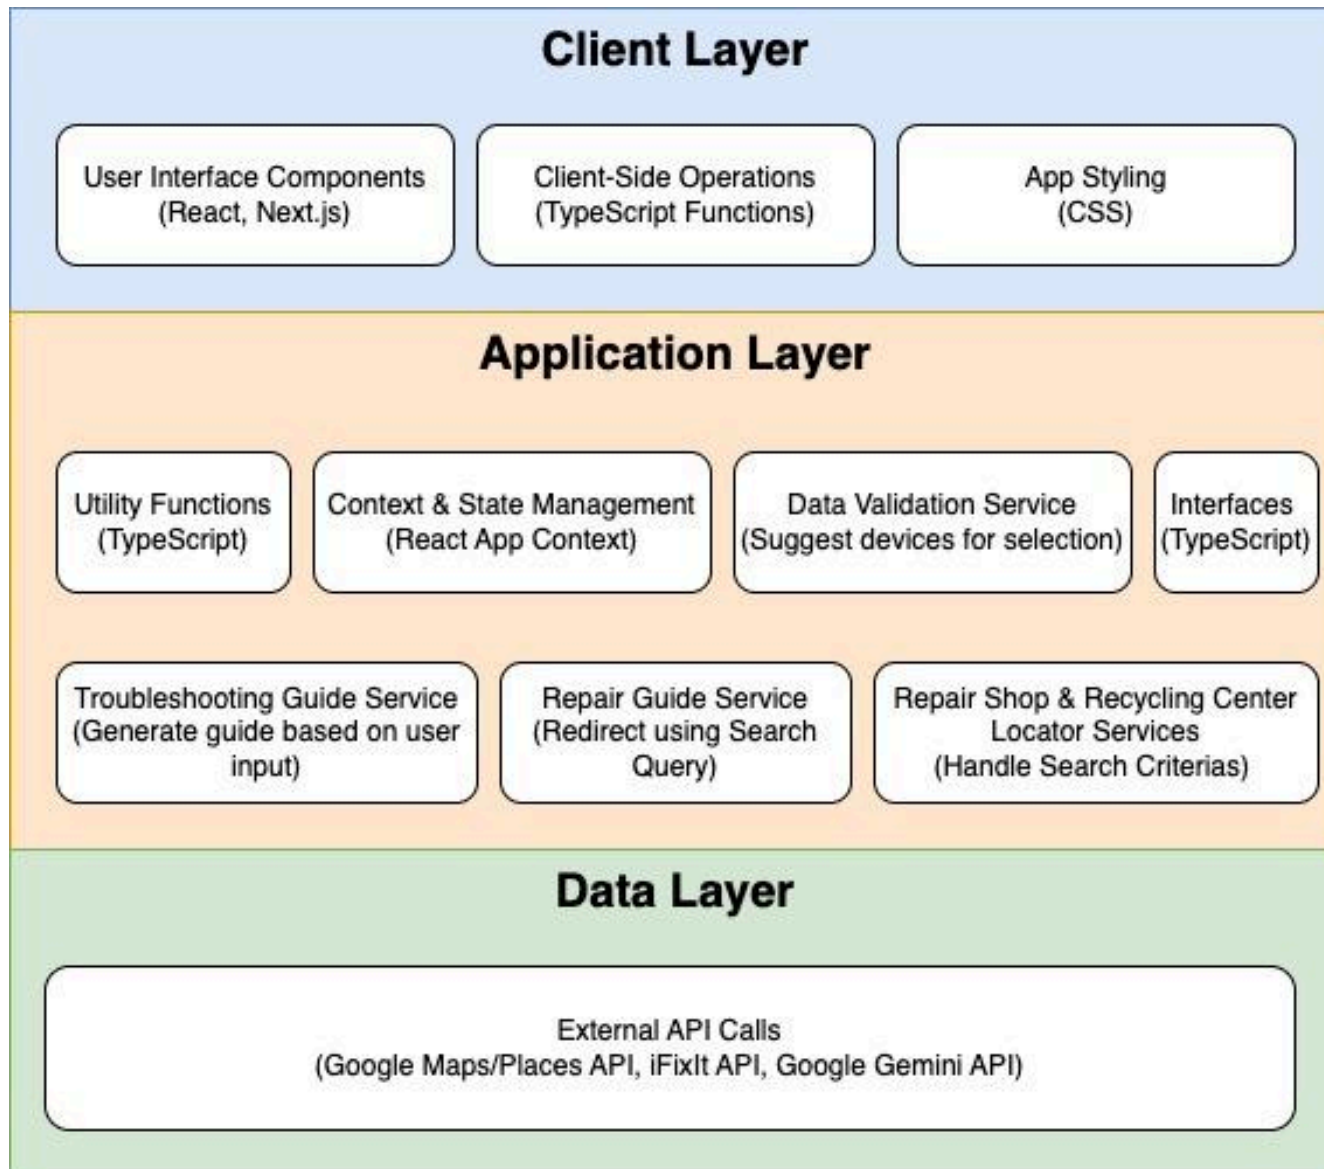 Client Layer
User Interface Components
(React, Next.js)
Client-Side Operations
(TypeScript Functions)
App Styling
(CSS)
Application Layer
Utility Functions
(TypeScript)
Context & State Management
(React App Context)
Data Validation Service
(Suggest devices for selection)
Interfaces
(TypeScript)
Troubleshooting Guide Service
(Generate guide based on user
input)
Repair Guide Service
(Redirect using Search
Query)
Repair Shop & Recycling Center
Locator Services
(Handle Search Criterias)
Data Layer
External API Calls
(Google Maps/Places API, iFixIt API, Google Gemini API)